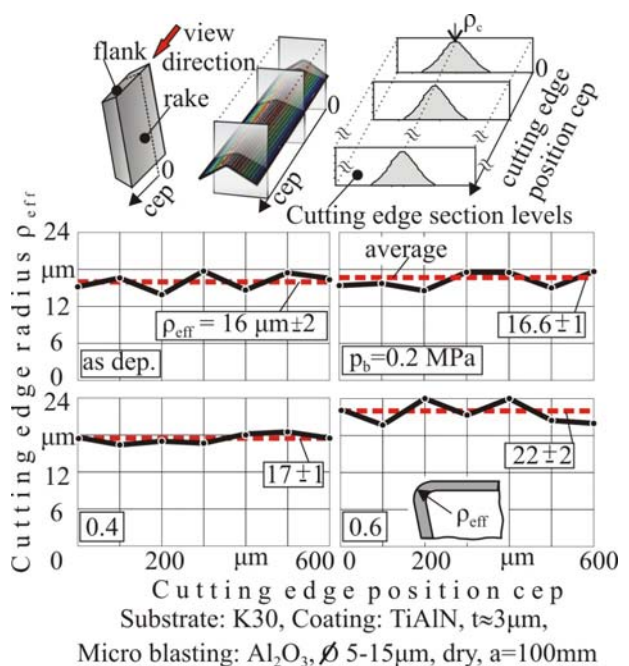 flank
view
direction
rake
0
cep
0
cep
ρc
0
cutting edge
position cep
Cutting edge section levels
Cutting edge radius ρeff
24
μm
12
6
0
average
ρeff = 16 μm±2
as dep.
16.6±1
pb=0.2 MPa
24
μm
12
6
0
17±1
0.4
22±2
ρeff
0.6
0 200 μm 600 200 μm 600
Cutting edge position cep
Substrate: K30, Coating: TiAlN, t≈3μm,
Micro blasting: Al2O3, Ø 5-15μm, dry, a=100mm